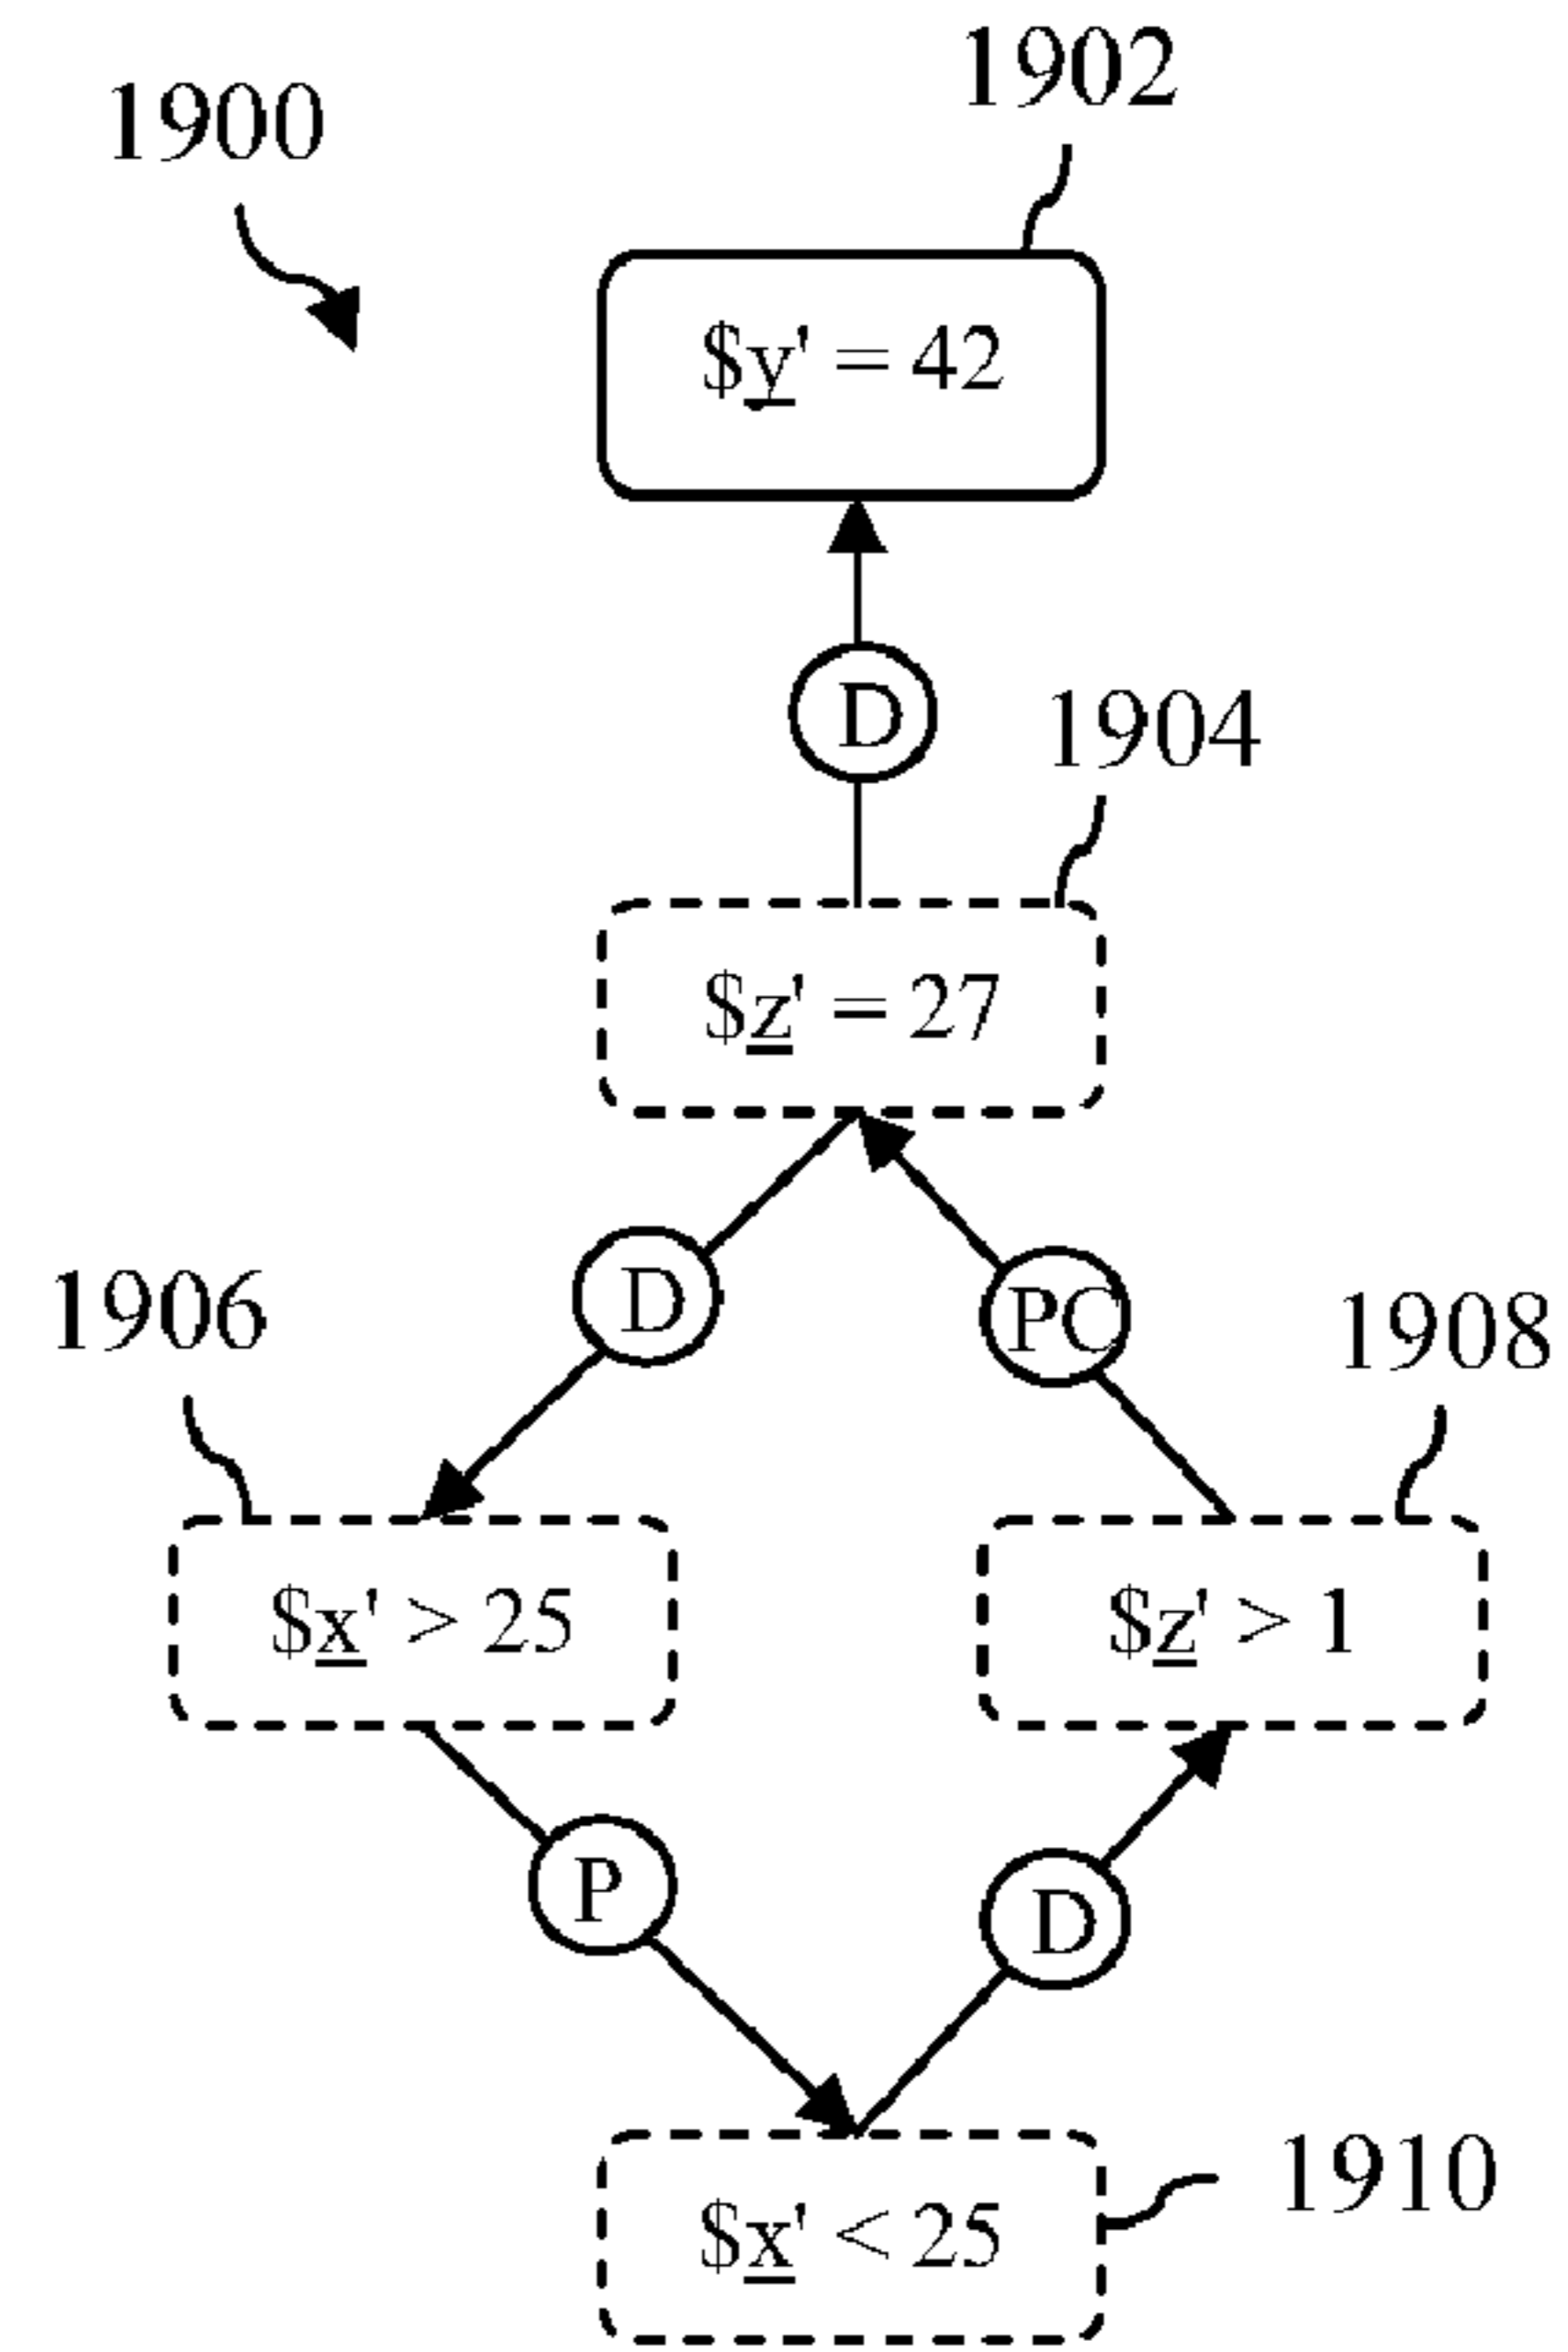 1902
1900
$y' = 42
D
1904
$z' = 27
D
PC
1906
1908
$x' > 25
$z' > 1
P
D
1910
$x' < 25